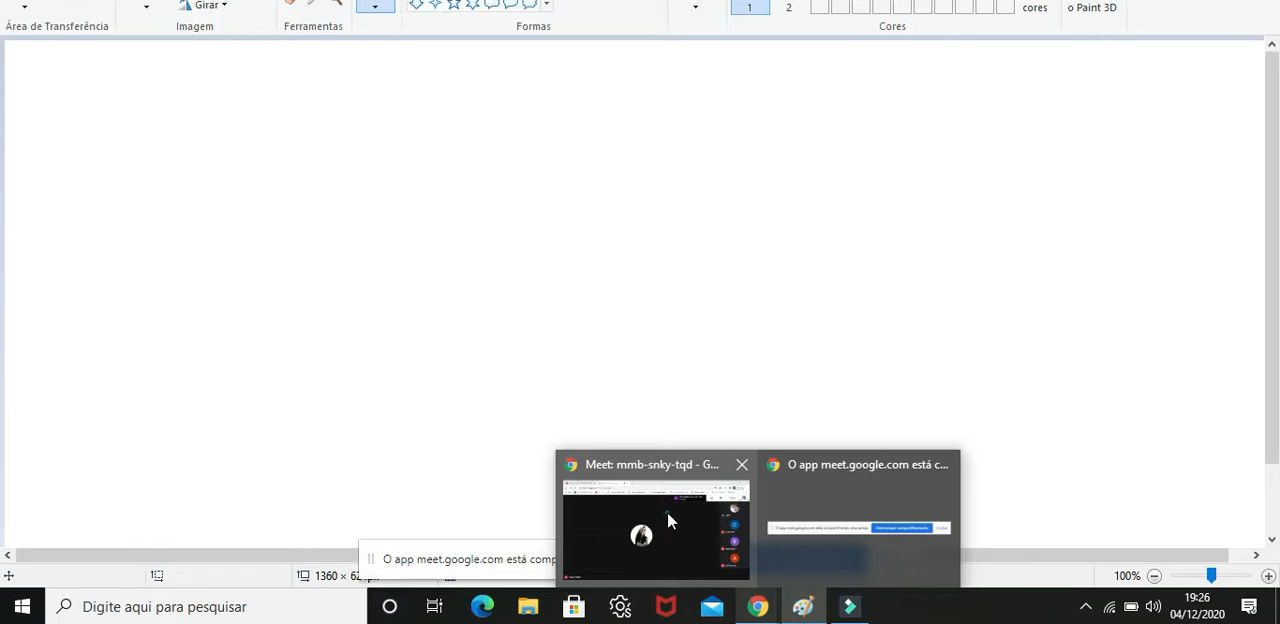 Girar
Área de Transferência
Imagem
Ferramentas
Formas
1
2
cores
o Paint 3D
Cores
Meet: mmb-snky-tqd - G...
O app meet.google.com está c...
O app meet.google.com está comp
1360 × 6
100%
Digite aqui para pesquisar
19:26
04/12/2020